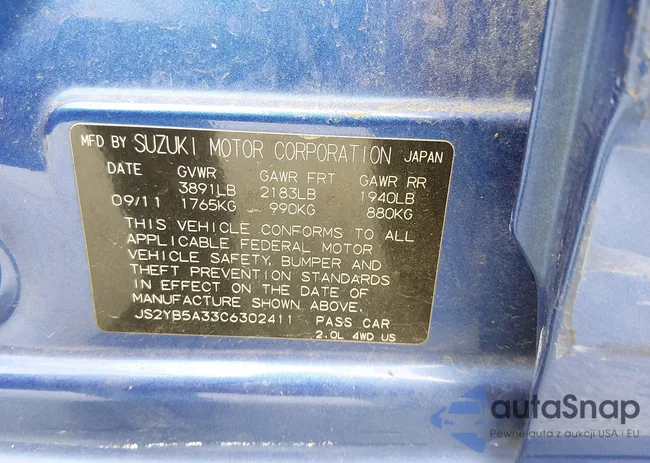 MFD BY SUZUKI MOTOR CORPORATION JAPAN
DATE GVWR GAWR FRT GAWR RR
3891LB 2183LB 1940LB
09/11 1765KG 990KG 880KG
THIS VEHICLE CONFORMS TO ALL
APPLICABLE FEDERAL MOTOR
VEHICLE SAFETY, BUMPER AND
THEFT PREVENTION STANDARDS
IN EFFECT ON THE DATE OF
MANUFACTURE SHOWN ABOVE.
JS2YB5A33C6302411 PASS CAR
2.0L 4WD US
autaSnap
Pewne auta z aukcji USA i EU